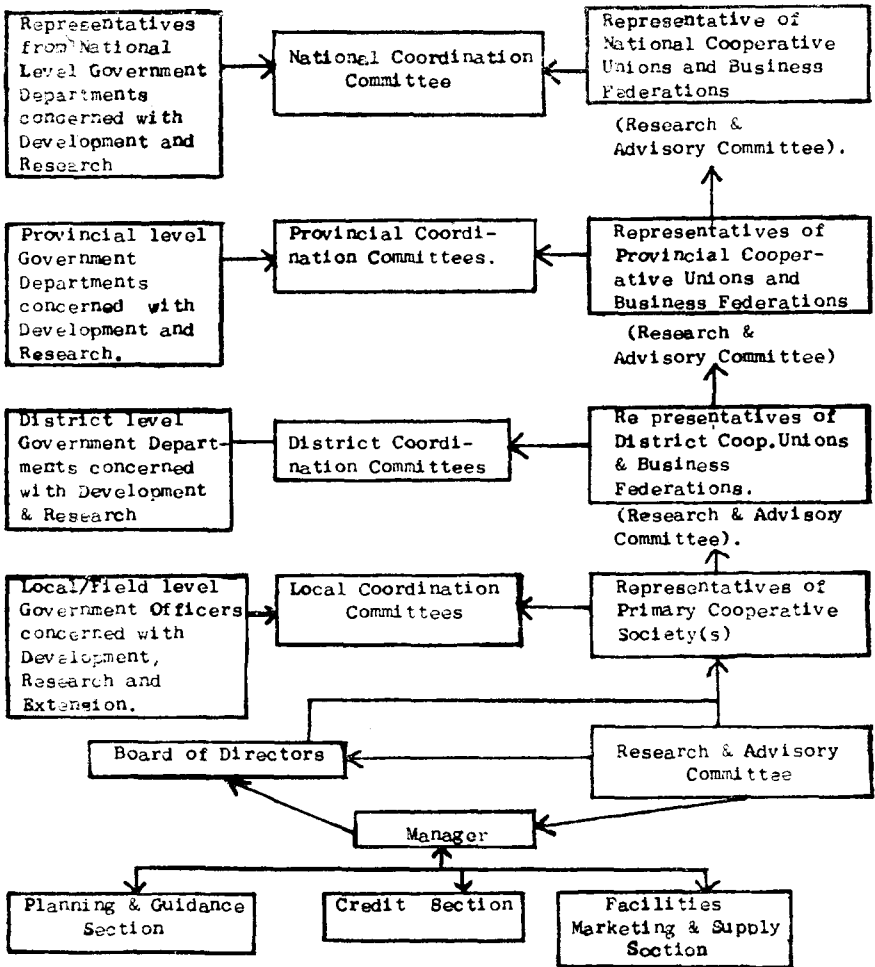 Representatives
from National
Level Government
Departments
concerned with
Development and
Research
National Coordination
Committee
Representative of
National Cooperative
Unions and Business
Federations
(Research &
Advisory Committee).
Provincial level
Government
Departments
concerned with
Development and
Research.
Provincial Coordi-
nation Committees.
Representatives of
Provincial Cooper-
ative Unions and
Business Federations
(Research &
Advisory Committee)
District level
Government Depart-
ments concerned
with Development
& Research
District Coordi-
nation Committees
Re presentatives of
District Coop.Unions
& Business
Federations.
(Research & Advisory
Committee).
Local/Field level
Government Officers
concerned with
Development,
Research and
Extension.
Local Coordination
Committees
Representatives of
Primary Cooperative
Society(s)
Board of Directors
Research & Advisory
Committee
Manager
Planning & Guidance
Section
Credit Section
Facilities
Marketing & Supply
Section